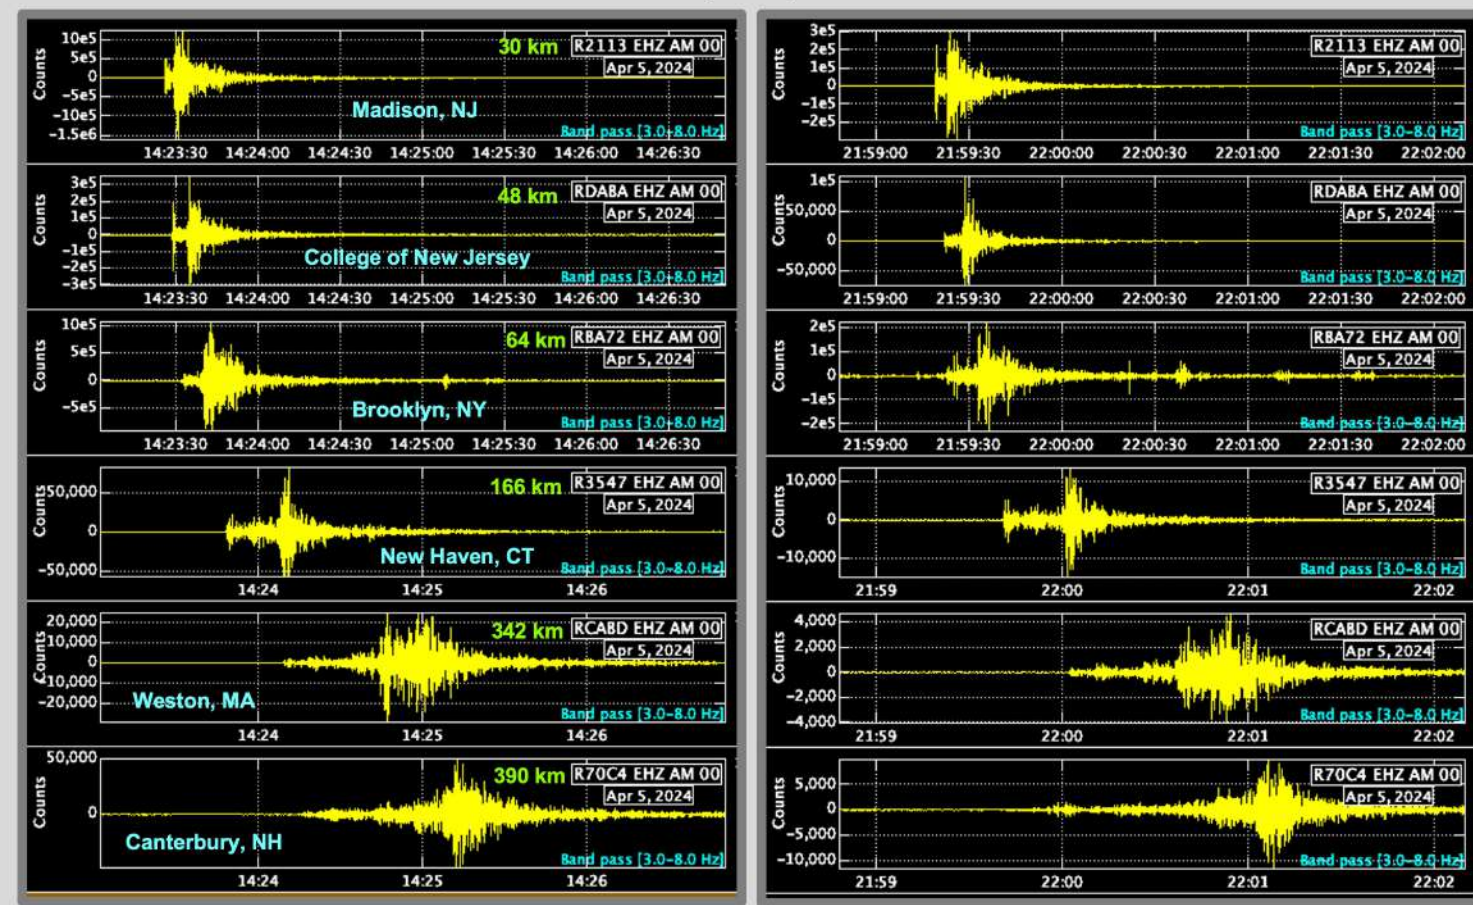 Counts
10e5
5e5
0
-5e5
-10e5
-1.5e6
30 km
R2113 EHZ AM 00
Apr 5, 2024
Madison, NJ
Band pass [3.0-8.0 Hz]
14:23:30 14:24:00 14:24:30 14:25:00 14:25:30 14:26:00 14:26:30
Counts
3e5
2e5
1e5
0
-1e5
-2e5
-3e5
48 km
RDABA EHZ AM 00
Apr 5, 2024
College of New Jersey
Band pass [3.0-8.0 Hz]
14:23:30 14:24:00 14:24:30 14:25:00 14:25:30 14:26:00 14:26:30
Counts
10e5
5e5
0
-5e5
64 km
RBA72 EHZ AM 00
Apr 5, 2024
Brooklyn, NY
Band pass [3.0-8.0 Hz]
14:23:30 14:24:00 14:24:30 14:25:00 14:25:30 14:26:00 14:26:30
Counts
50,000
0
-50,000
166 km
R3547 EHZ AM 00
Apr 5, 2024
New Haven, CT
Band pass [3.0-8.0 Hz]
14:24 14:25 14:26
Counts
20,000
10,000
0
-10,000
-20,000
342 km
RCABD EHZ AM 00
Apr 5, 2024
Weston, MA
Band pass [3.0-8.0 Hz]
14:24 14:25 14:26
Counts
50,000
0
390 km
R70C4 EHZ AM 00
Apr 5, 2024
Canterbury, NH
Band pass [3.0-8.0 Hz]
14:24 14:25 14:26
Counts
3e5
2e5
1e5
0
-1e5
-2e5
R2113 EHZ AM 00
Apr 5, 2024
Band pass [3.0-8.0 Hz]
21:59:00 21:59:30 22:00:00 22:00:30 22:01:00 22:01:30 22:02:00
Counts
1e5
50,000
0
-50,000
RDABA EHZ AM 00
Apr 5, 2024
Band pass [3.0-8.0 Hz]
21:59:00 21:59:30 22:00:00 22:00:30 22:01:00 22:01:30 22:02:00
Counts
2e5
1e5
0
-1e5
-2e5
RBA72 EHZ AM 00
Apr 5, 2024
Band pass [3.0-8.0 Hz]
21:59:00 21:59:30 22:00:00 22:00:30 22:01:00 22:01:30 22:02:00
Counts
10,000
0
-10,000
R3547 EHZ AM 00
Apr 5, 2024
Band pass [3.0-8.0 Hz]
21:59 22:00 22:01 22:02
Counts
4,000
2,000
0
-2,000
-4,000
RCABD EHZ AM 00
Apr 5, 2024
Band pass [3.0-8.0 Hz]
21:59 22:00 22:01 22:02
Counts
5,000
0
-5,000
-10,000
R70C4 EHZ AM 00
Apr 5, 2024
Band pass [3.0-8.0 Hz]
21:59 22:00 22:01 22:02